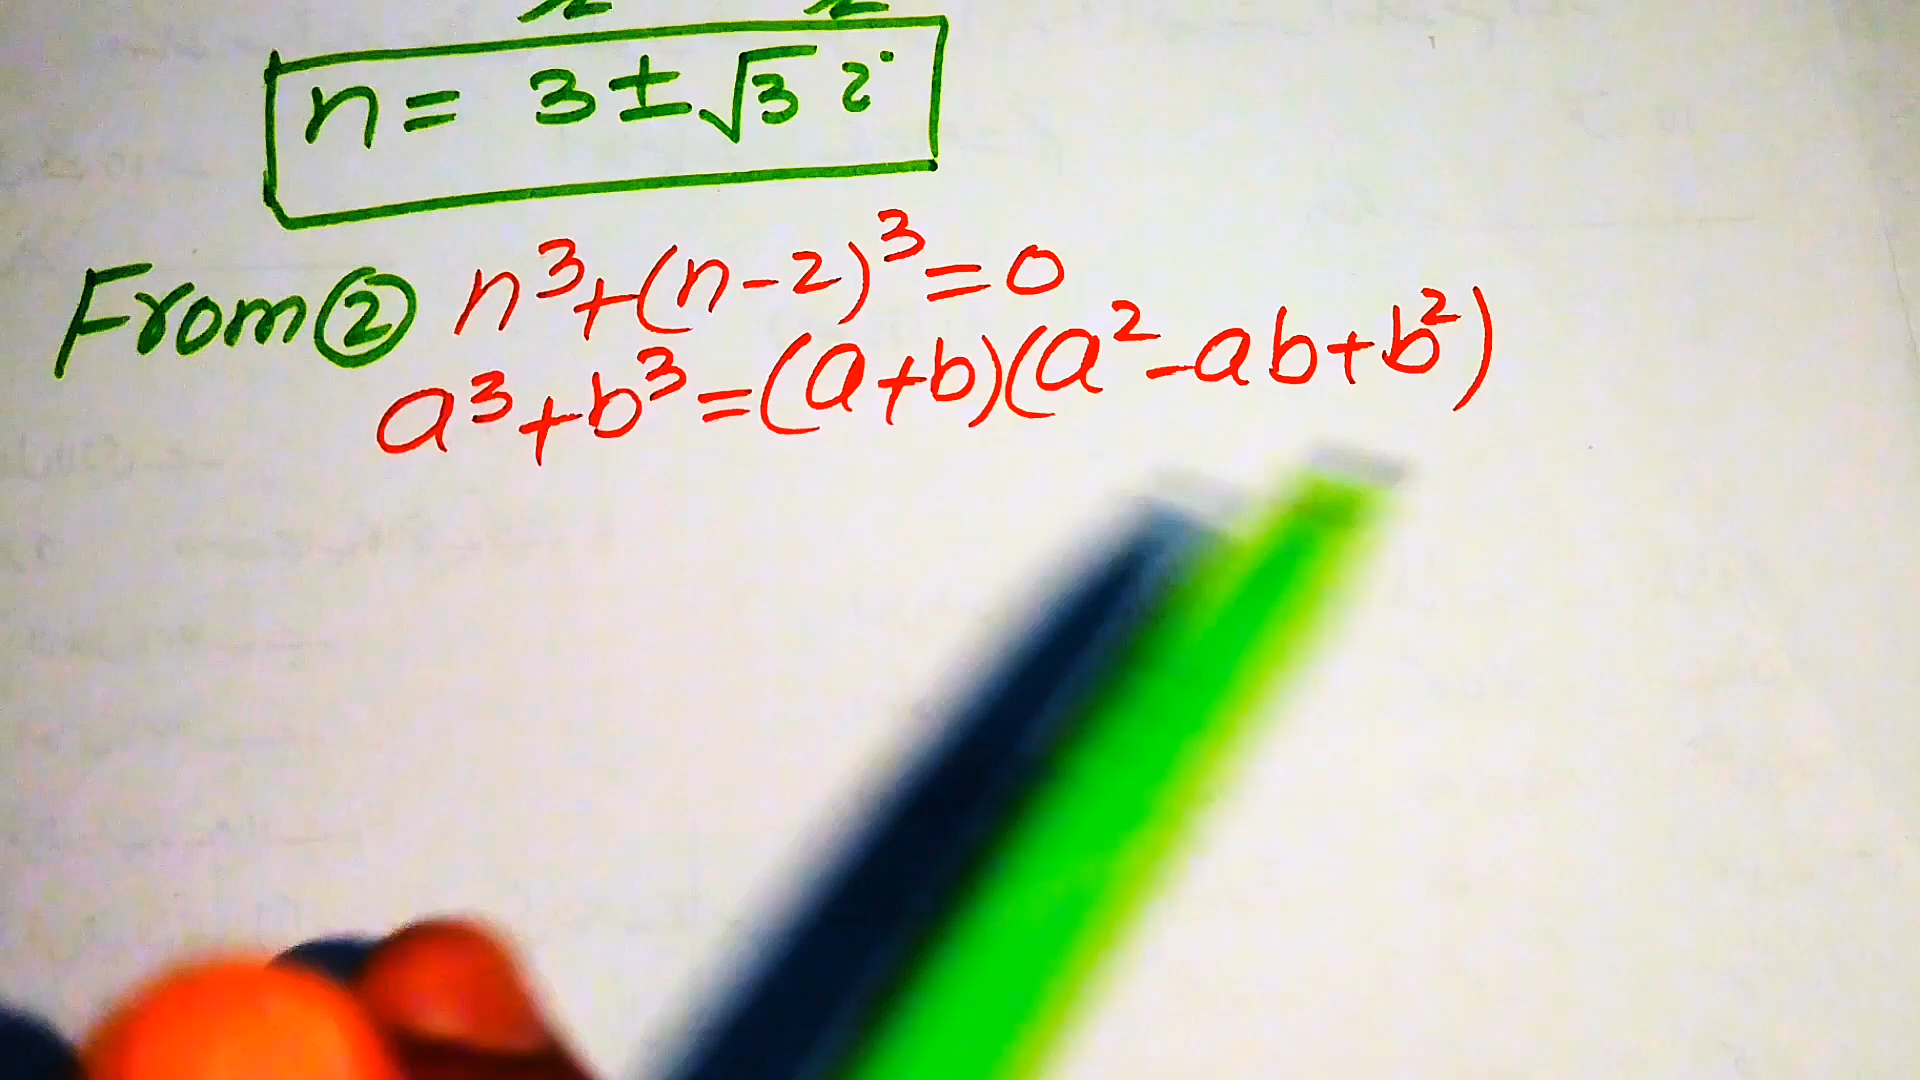 n = 3 ± √3 i
From ② n³ + (n - 2)³ = 0
a³ + b³ = (a + b)(a² - ab + b²)